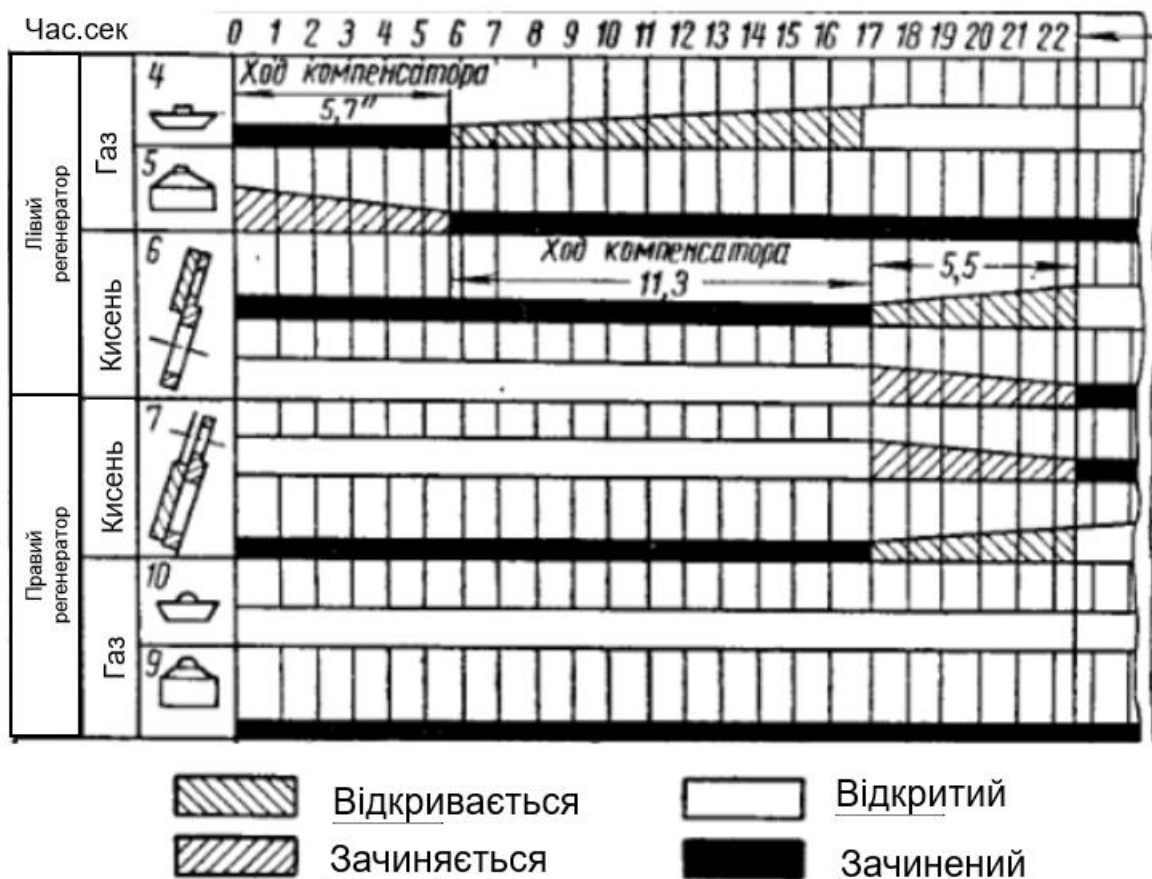 Час.сек 0 1 2 3 4 5 6 7 8 9 10 11 12 13 14 15 16 17 18 19 20 21 22
Лівий регенератор
Газ
4
Ход компенсатора
5,7"
5
Кисень
6
Ход компенсатора
11,3
5,5
Правий регенератор
Кисень
7
Газ
10
9
Відкривається
Відкритий
Зачиняється
Зачинений